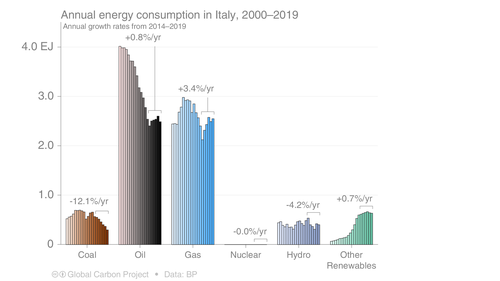 Annual energy consumption in Italy, 2000–2019
Annual growth rates from 2014–2019
4.0 EJ
3.0
2.0
1.0
0
-12.1%/yr
+0.8%/yr
+3.4%/yr
-0.0%/yr
-4.2%/yr
+0.7%/yr
Coal
Oil
Gas
Nuclear
Hydro
Other
Renewables
Global Carbon Project • Data: BP